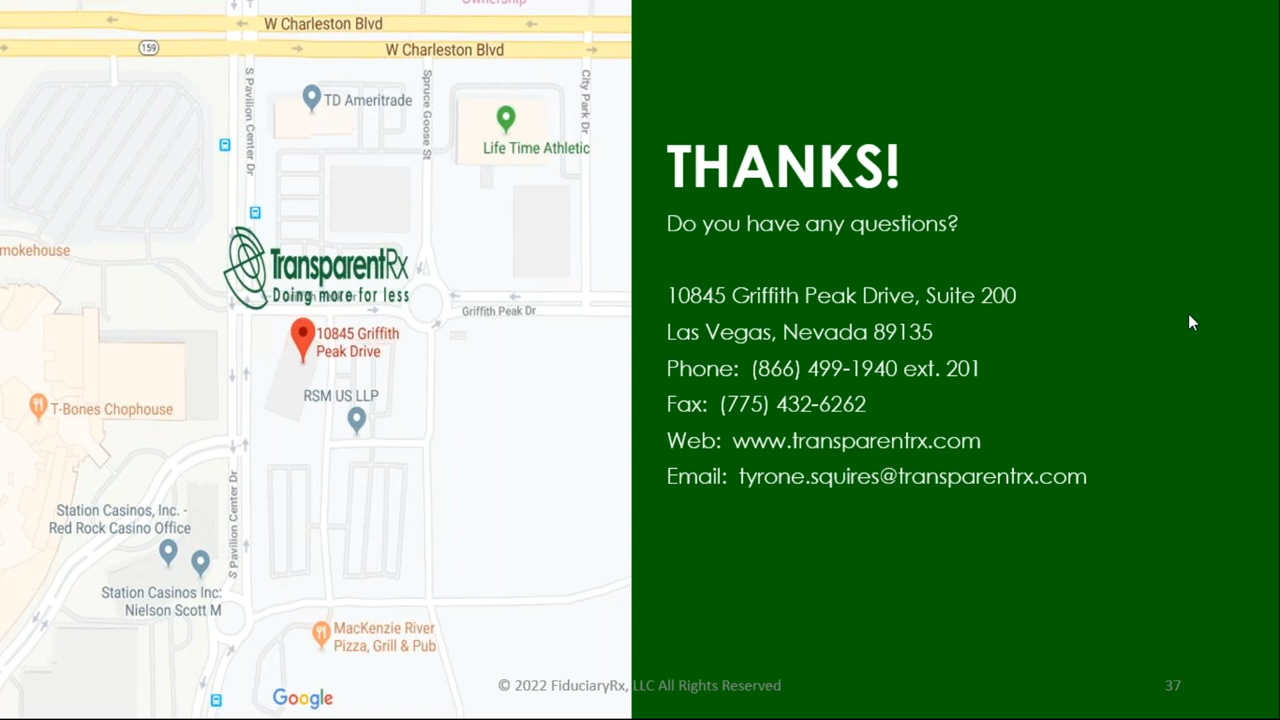 Ownership
W Charleston Blvd
159
W Charleston Blvd
S Pavilion Center Dr
Spruce Goose St
City Park Dr
TD Ameritrade
Life Time Athletic
mokehouse
TransparentRx
Doing more for less
Griffith Peak Dr
10845 Griffith
Peak Drive
RSM US LLP
T-Bones Chophouse
S Pavilion Center Dr
Station Casinos, Inc. -
Red Rock Casino Office
Station Casinos Inc:
Nielson Scott M
MacKenzie River
Pizza, Grill & Pub
Google
THANKS!
Do you have any questions?
10845 Griffith Peak Drive, Suite 200
Las Vegas, Nevada 89135
Phone: (866) 499-1940 ext. 201
Fax: (775) 432-6262
Web: www.transparentrx.com
Email: tyrone.squires@transparentrx.com
© 2022 FiduciaryRx, LLC All Rights Reserved
37